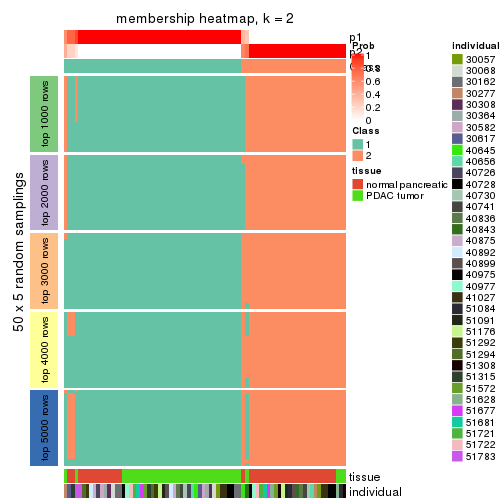 membership heatmap, k = 2
p1
p2
Class
50 x 5 random samplings
top 1000 rows
top 2000 rows
top 3000 rows
top 4000 rows
top 5000 rows
tissue
individual
Prob
1
0.8
0.6
0.4
0.2
0
Class
1
2
tissue
normal pancreatic
PDAC tumor
individual
30057
30068
30162
30277
30308
30364
30582
30617
40645
40656
40726
40728
40730
40741
40836
40843
40875
40892
40899
40975
40977
41027
51084
51091
51176
51292
51294
51308
51315
51572
51628
51677
51681
51721
51722
51783